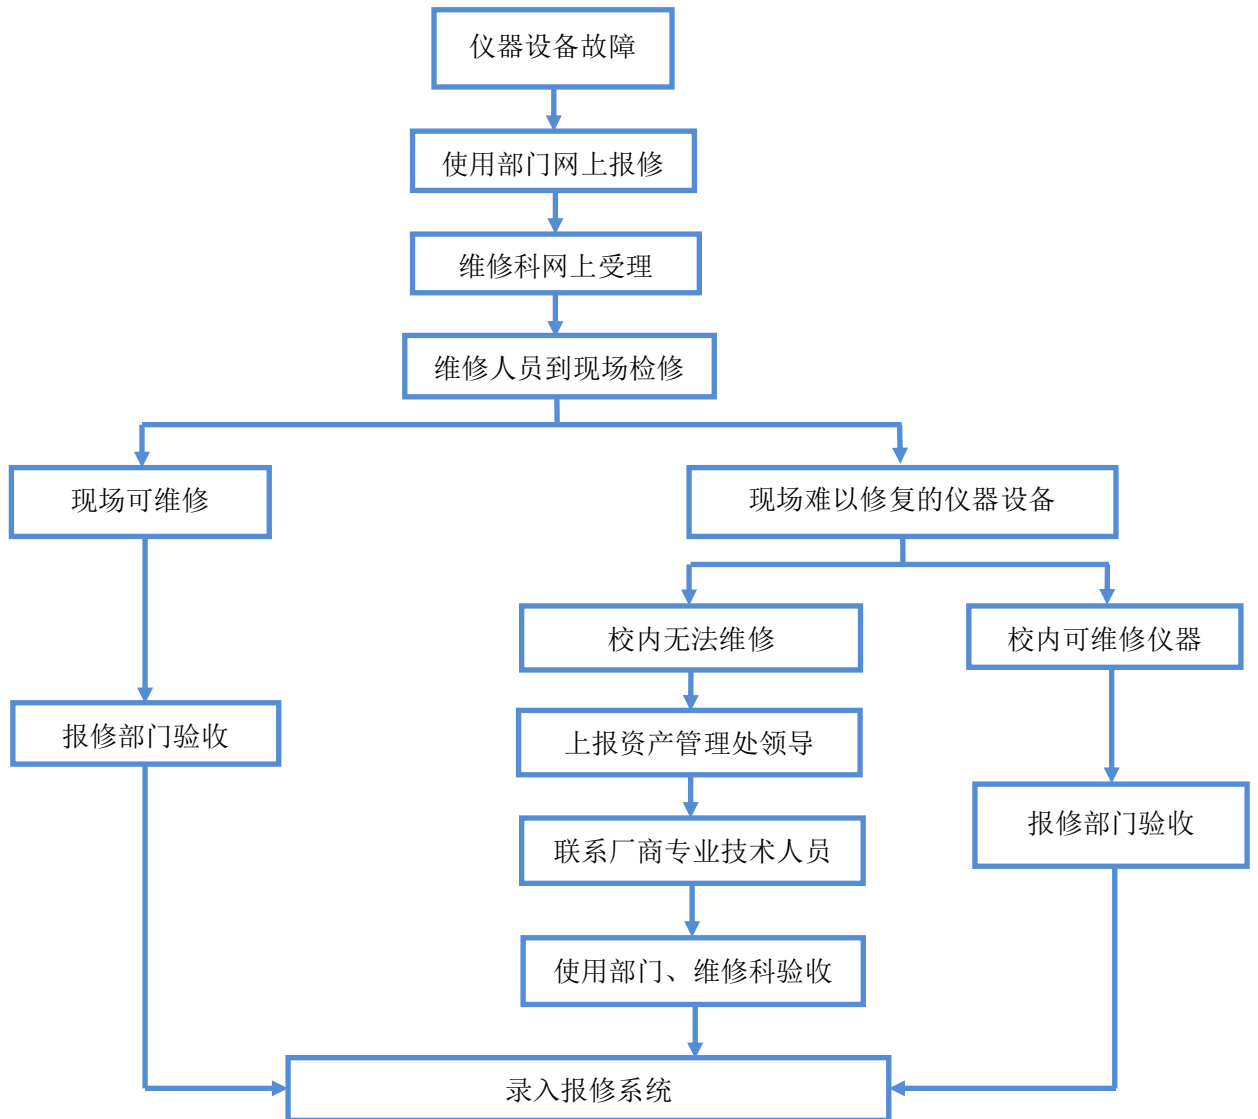 仪器设备故障
使用部门网上报修
维修科网上受理
维修人员到现场检修
现场可维修
现场难以修复的仪器设备
校内无法维修
校内可维修仪器
报修部门验收
上报资产管理处领导
报修部门验收
联系厂商专业技术人员
使用部门、维修科验收
录入报修系统